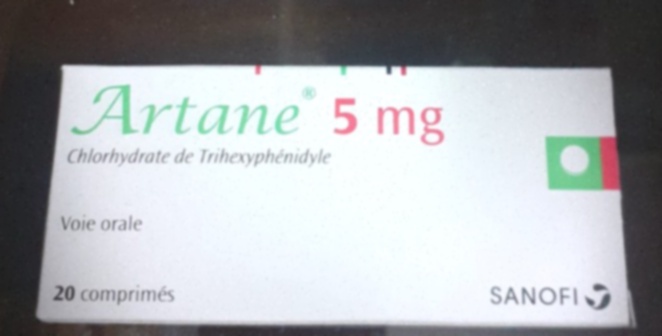 Artane® 5 mg
Chlorhydrate de Trihexyphénidyle
Voie orale
20 comprimés
SANOFI